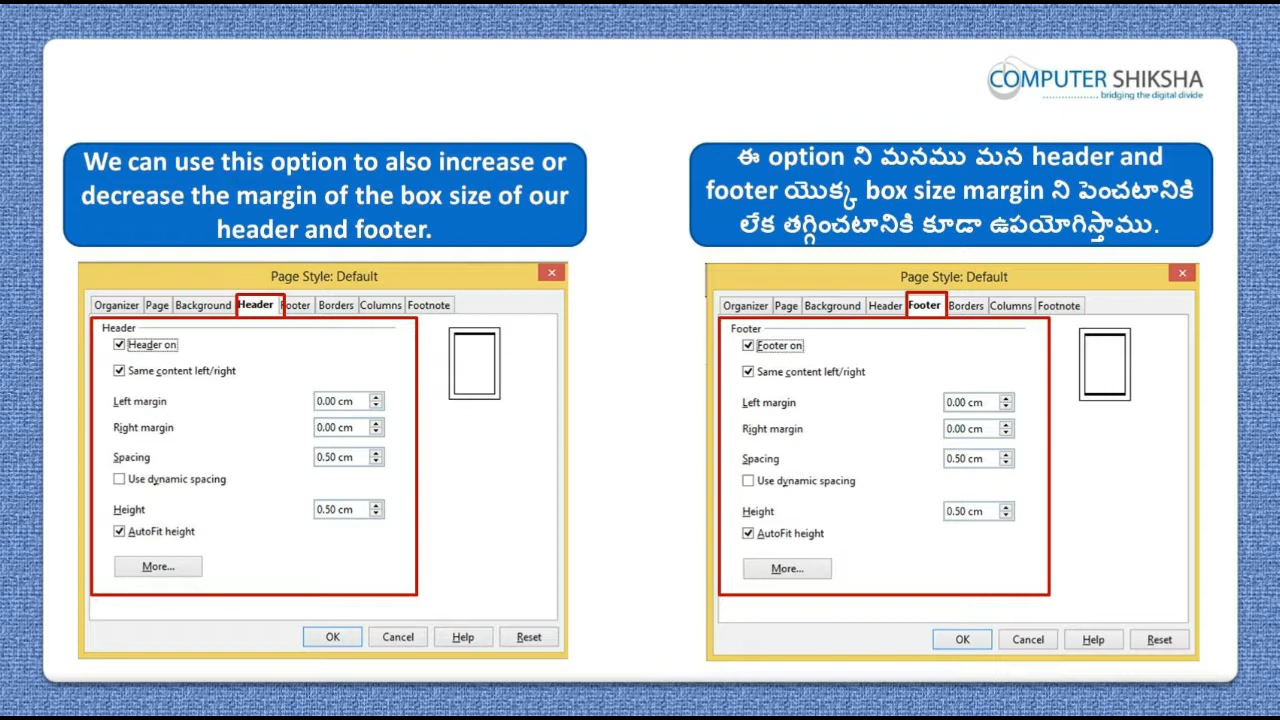 COMPUTER SHIKSHA
bridging the digital divide
We can use this option to also increase or
decrease the margin of the box size of our
header and footer.
ఈ option ని మనము మన header and
footer యొక్క box size margin ని పెంచటానికి
లేక తగ్గించటానికి కూడా ఉపయోగిస్తాము.
Page Style: Default
Organizer Page Background Header Footer Borders Columns Footnote
Header
Header on
Same content left/right
Left margin 0.00 cm
Right margin 0.00 cm
Spacing 0.50 cm
Use dynamic spacing
Height 0.50 cm
AutoFit height
More...
OK Cancel Help Reset
Page Style: Default
Organizer Page Background Header Footer Borders Columns Footnote
Footer
Footer on
Same content left/right
Left margin 0.00 cm
Right margin 0.00 cm
Spacing 0.50 cm
Use dynamic spacing
Height 0.50 cm
AutoFit height
More...
OK Cancel Help Reset